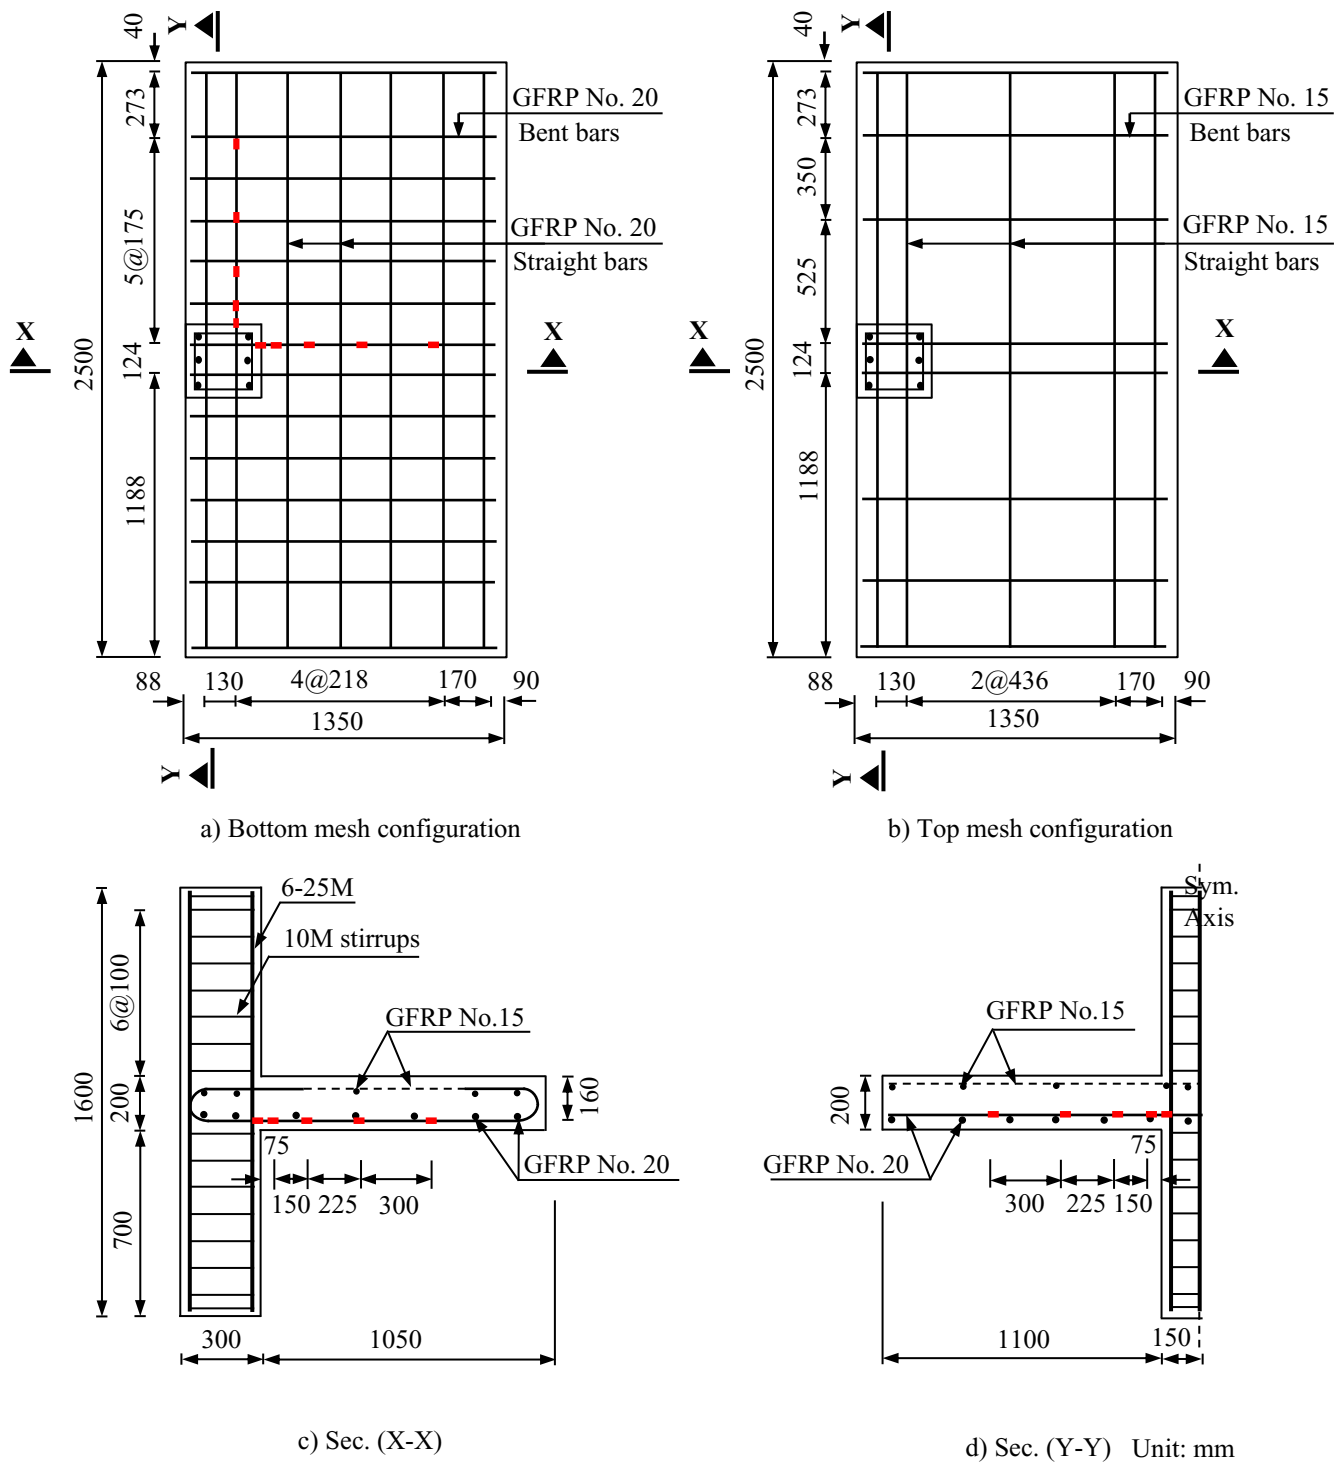 Y
40
273
5@175
124
1188
2500
GFRP No. 20
Bent bars
GFRP No. 20
Straight bars
X
X
88
130
4@218
170
90
1350
Y
a) Bottom mesh configuration
Y
40
273
350
525
124
1188
2500
GFRP No. 15
Bent bars
GFRP No. 15
Straight bars
X
X
88
130
2@436
170
90
1350
Y
b) Top mesh configuration
6-25M
10M stirrups
6@100
1600
200
700
GFRP No.15
160
75
GFRP No. 20
150
225
300
300
1050
c) Sec. (X-X)
Sym.
Axis
GFRP No.15
200
75
GFRP No. 20
300
225
150
1100
150
d) Sec. (Y-Y)
Unit: mm